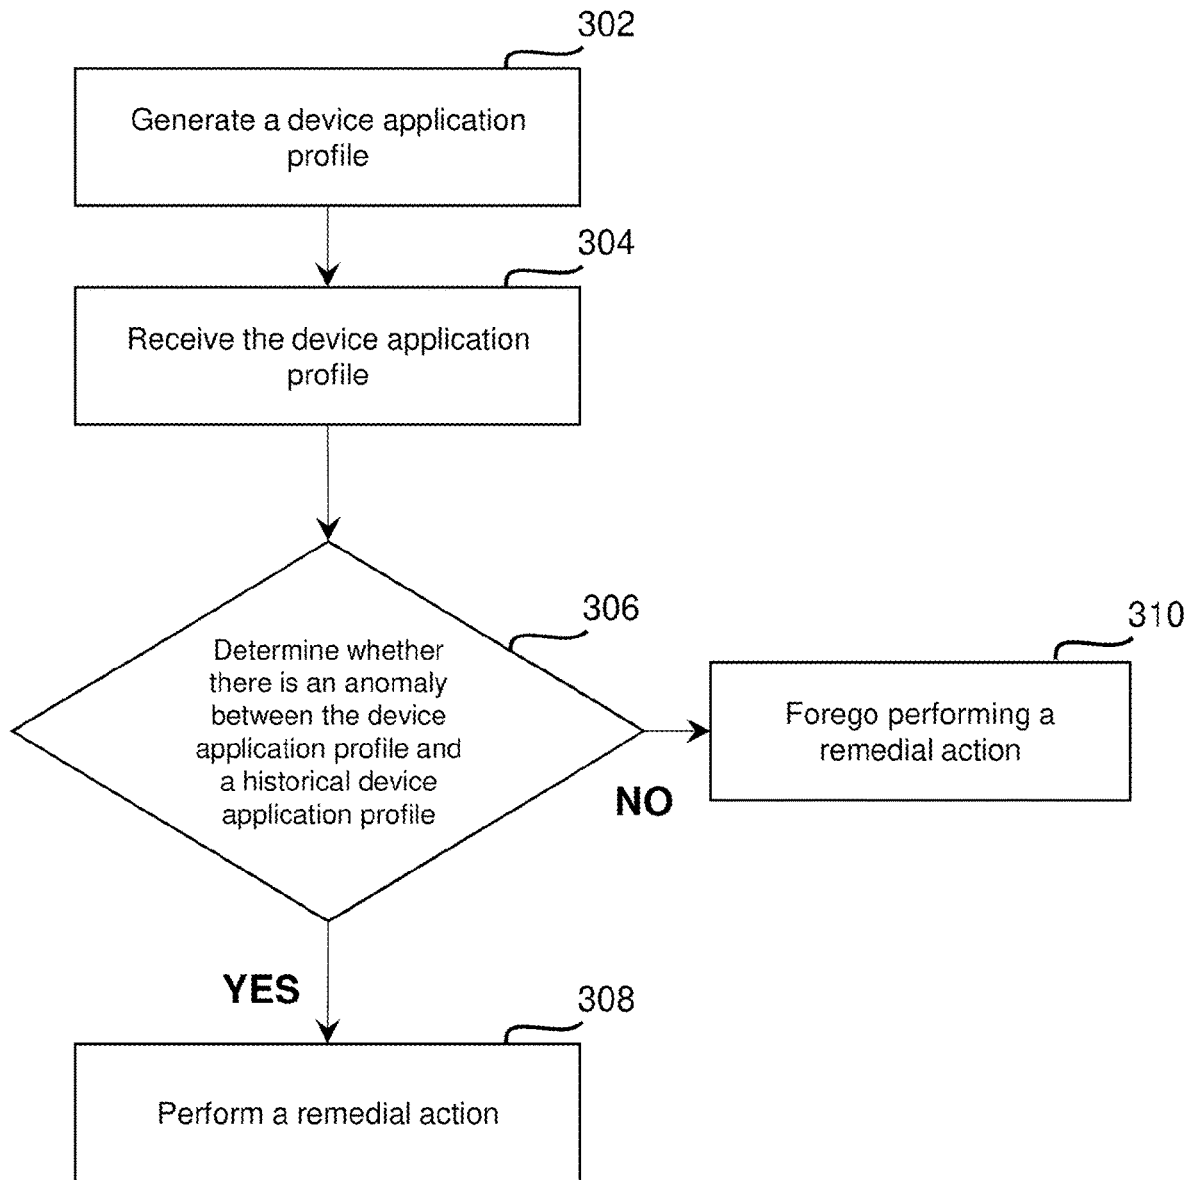 302
Generate a device application
profile
304
Receive the device application
profile
306
Determine whether
there is an anomaly
between the device
application profile and
a historical device
application profile
310
Forego performing a
remedial action
NO
YES
308
Perform a remedial action